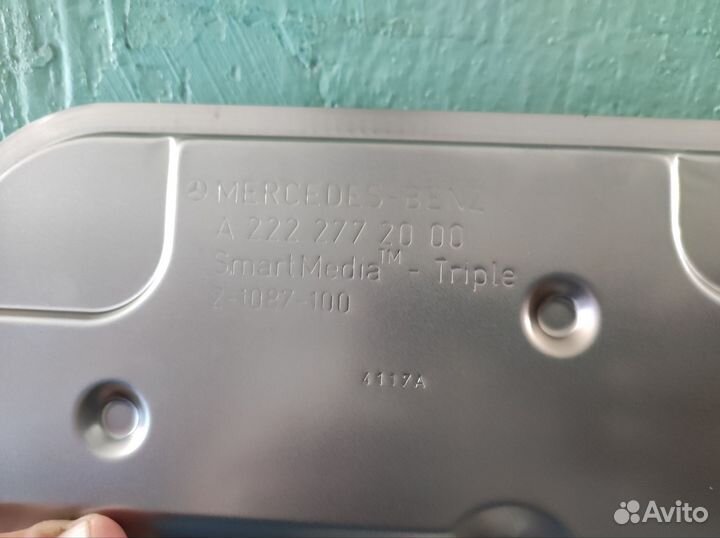 MERCEDES-BENZ
A 222 277 20 00
SmartMedia™ - Triple
2-1087-100
4117A
Avito